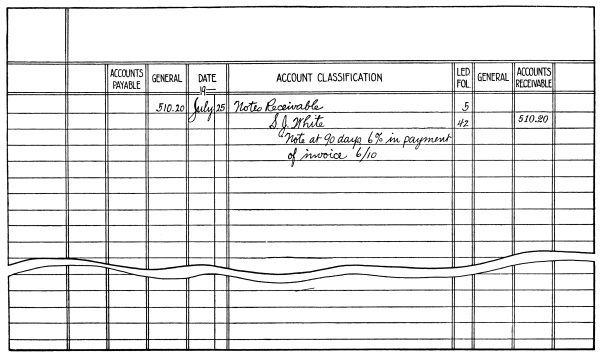 ACCOUNTS PAYABLE GENERAL DATE 19— ACCOUNT CLASSIFICATION LED FOL. GENERAL ACCOUNTS RECEIVABLE
510.20 July 25 Notes Receivable 5
S. J. White 42 510.20
Note at 90 days 6% in payment
of invoice 6/10